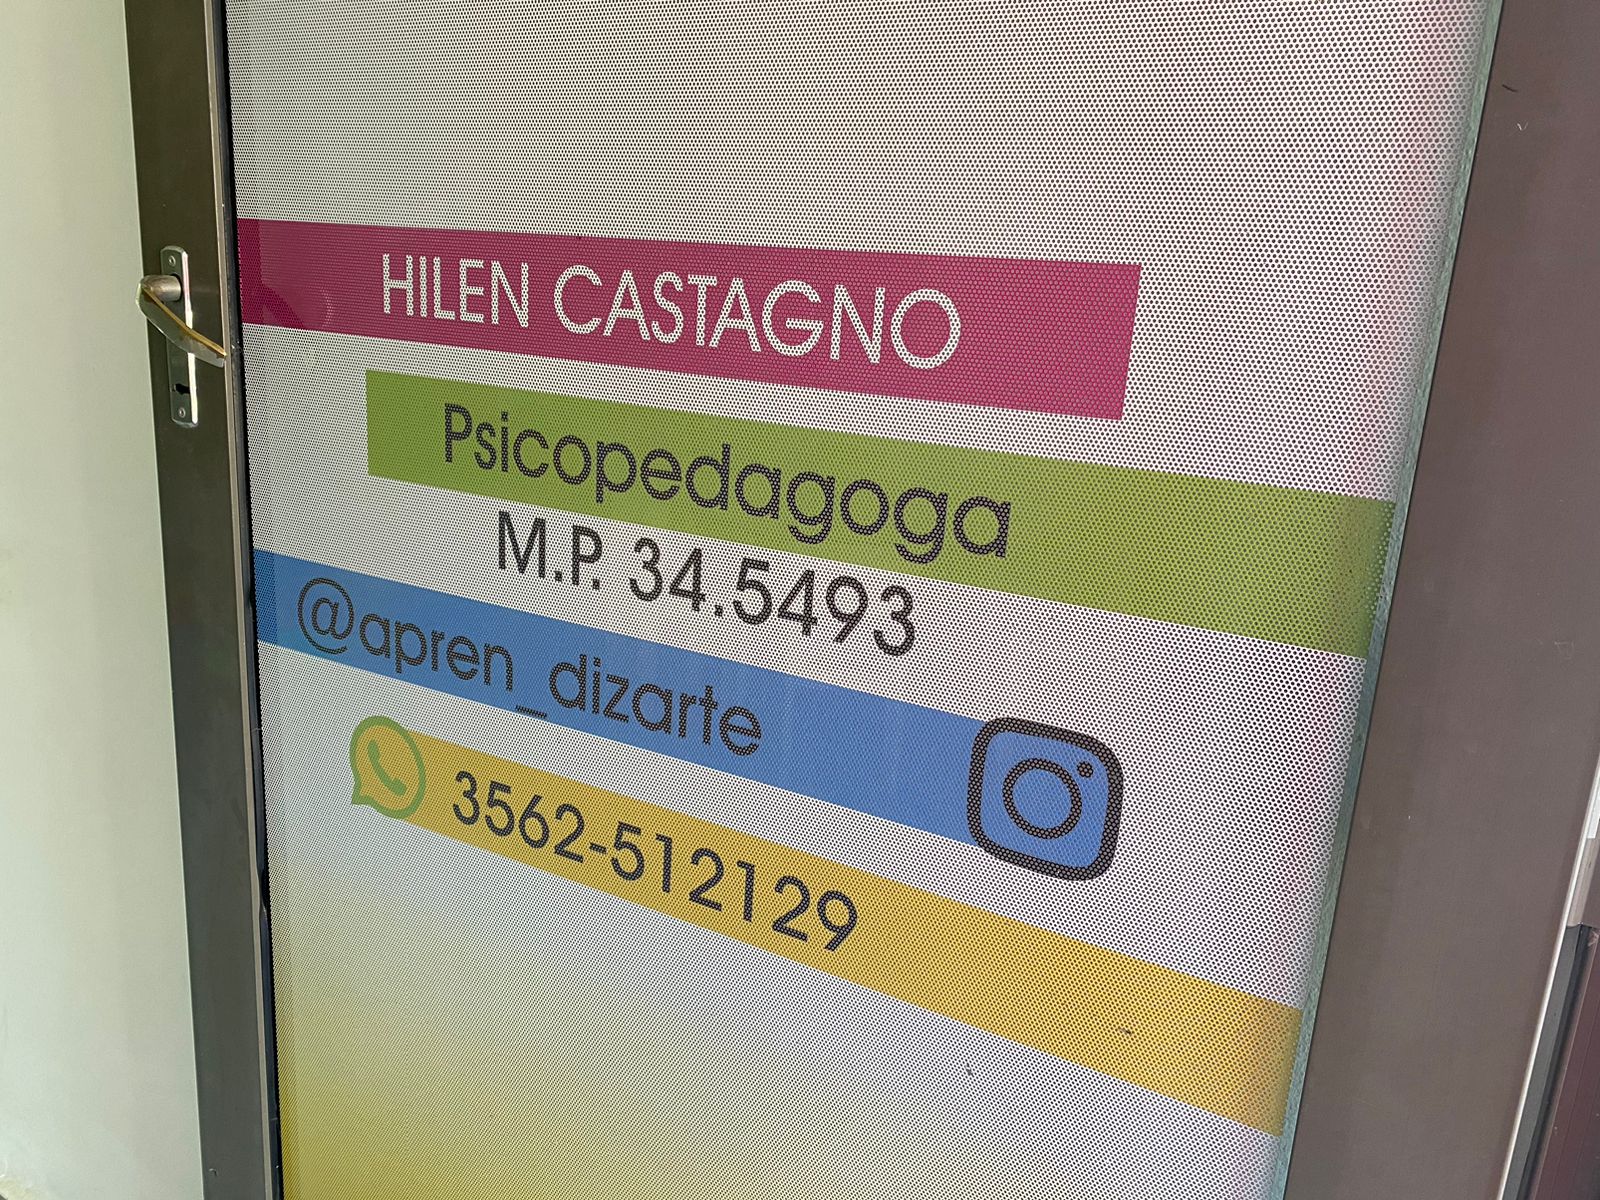 HILEN CASTAGNO
Psicopedagoga
M.P. 34.5493
@apren_dizarte
3562-512129